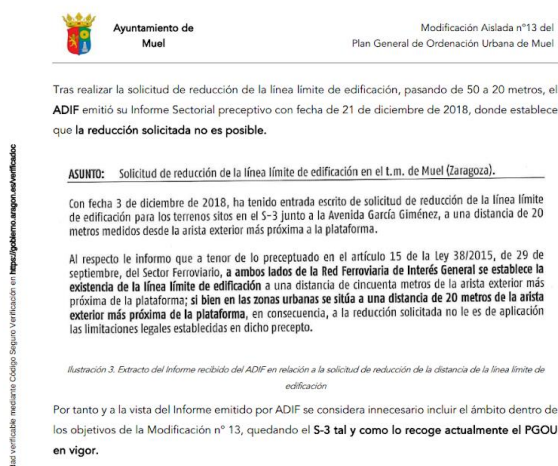 Ayuntamiento de
Muel
Modificación Aislada nº13 del
Plan General de Ordenación Urbana de Muel
Tras realizar la solicitud de reducción de la línea límite de edificación, pasando de 50 a 20 metros, el
ADIF emitió su Informe Sectorial preceptivo con fecha de 21 de diciembre de 2018, donde establece
que la reducción solicitada no es posible.
ASUNTO: Solicitud de reducción de la línea límite de edificación en el t.m. de Muel (Zaragoza).
Con fecha 3 de diciembre de 2018, ha tenido entrada escrito de solicitud de reducción de la línea límite
de edificación para los terrenos sitos en el S-3 junto a la Avenida García Giménez, a una distancia de 20
metros medidos desde la arista exterior más próxima a la plataforma.
Al respecto le informo que a tenor de lo preceptuado en el artículo 15 de la Ley 38/2015, de 29 de
septiembre, del Sector Ferroviario, a ambos lados de la Red Ferroviaria de Interés General se establece la
existencia de la línea límite de edificación a una distancia de cincuenta metros de la arista exterior más
próxima de la plataforma; si bien en las zonas urbanas se sitúa a una distancia de 20 metros de la arista
exterior más próxima de la plataforma, en consecuencia, a la reducción solicitada no le es de aplicación
las limitaciones legales establecidas en dicho precepto.
Ilustración 3. Extracto del Informe recibido del ADIF en relación a la solicitud de reducción de la distancia de la línea límite de
edificación
Por tanto y a la vista del Informe emitido por ADIF se considera innecesario incluir el ámbito dentro de
los objetivos de la Modificación nº 13, quedando el S-3 tal y como lo recoge actualmente el PGOU
en vigor.
verificable mediante Código Seguro Verificación en https://gobierno.aragon.es/verificadoc